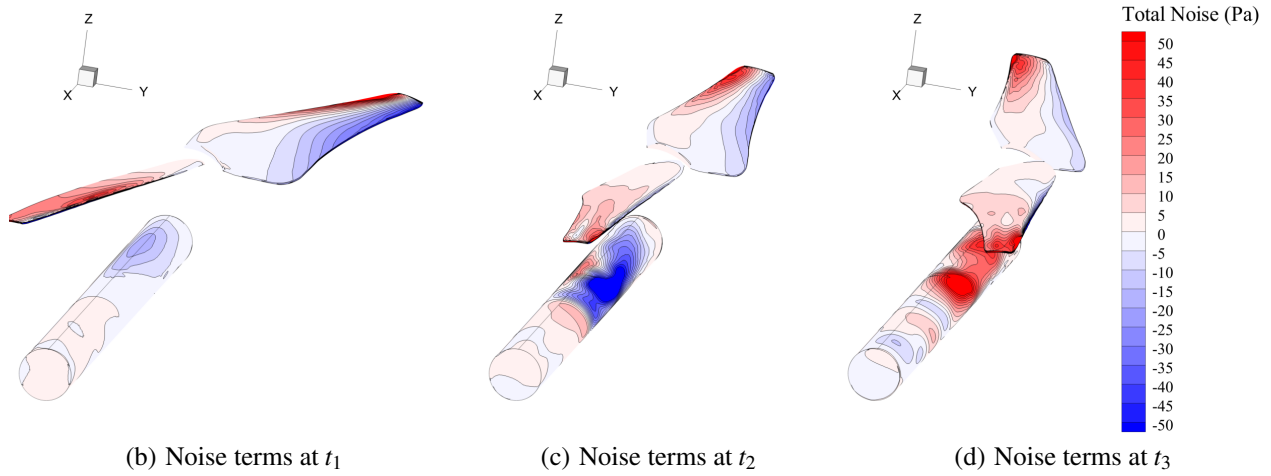 Total Noise (Pa)
Z
X
Y
Z
X
Y
Z
X
Y
50
45
40
35
30
25
20
15
10
5
0
-5
-10
-15
-20
-25
-30
-35
-40
-45
-50
(b) Noise terms at t₁
(c) Noise terms at t₂
(d) Noise terms at t₃